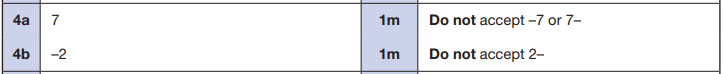 4a 7 1m Do not accept –7 or 7–
4b –2 1m Do not accept 2–